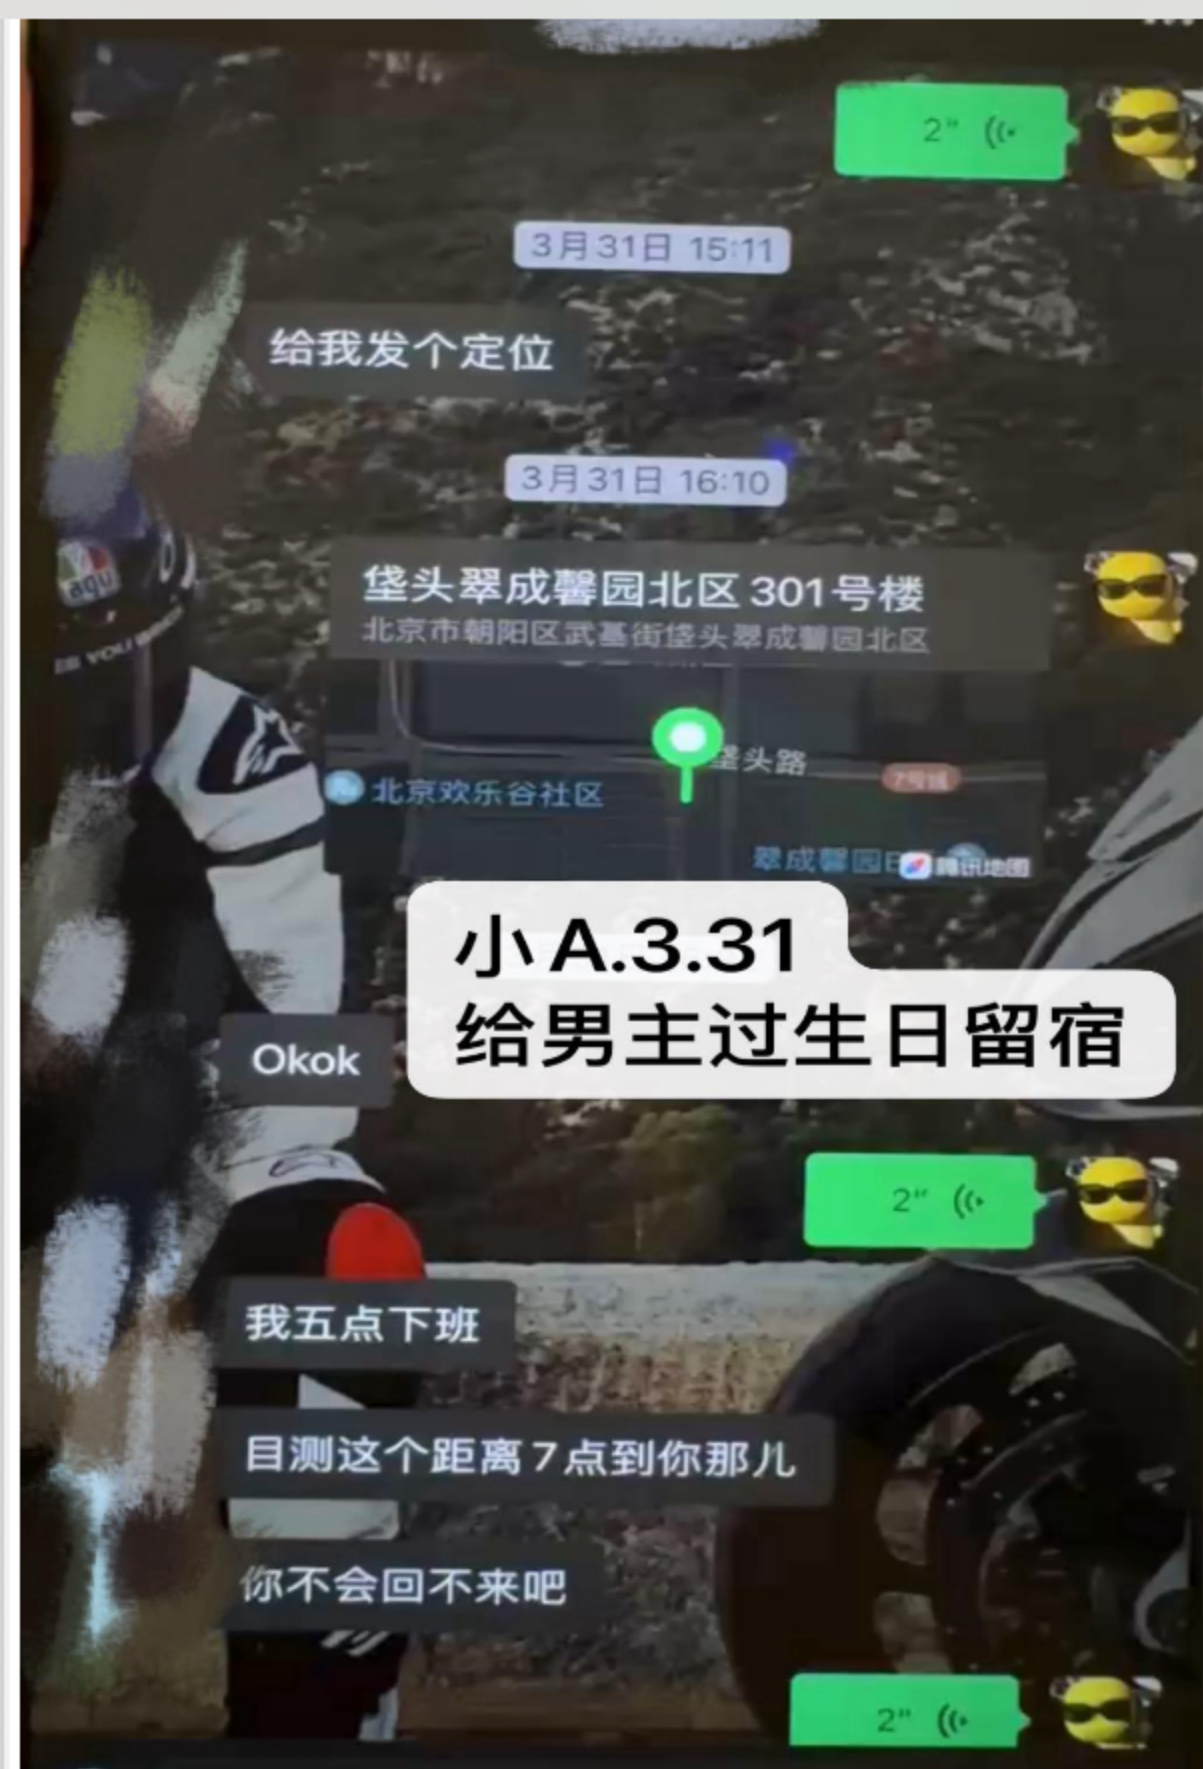 2"
3月31日 15:11
给我发个定位
3月31日 16:10
垡头翠成馨园北区301号楼
北京市朝阳区武基街垡头翠成馨园北区
垡头路
北京欢乐谷社区
7号线
翠成馨园
腾讯地图
agv
小A.3.31
给男主过生日留宿
Okok
2"
我五点下班
目测这个距离7点到你那儿
你不会回不来吧
2"